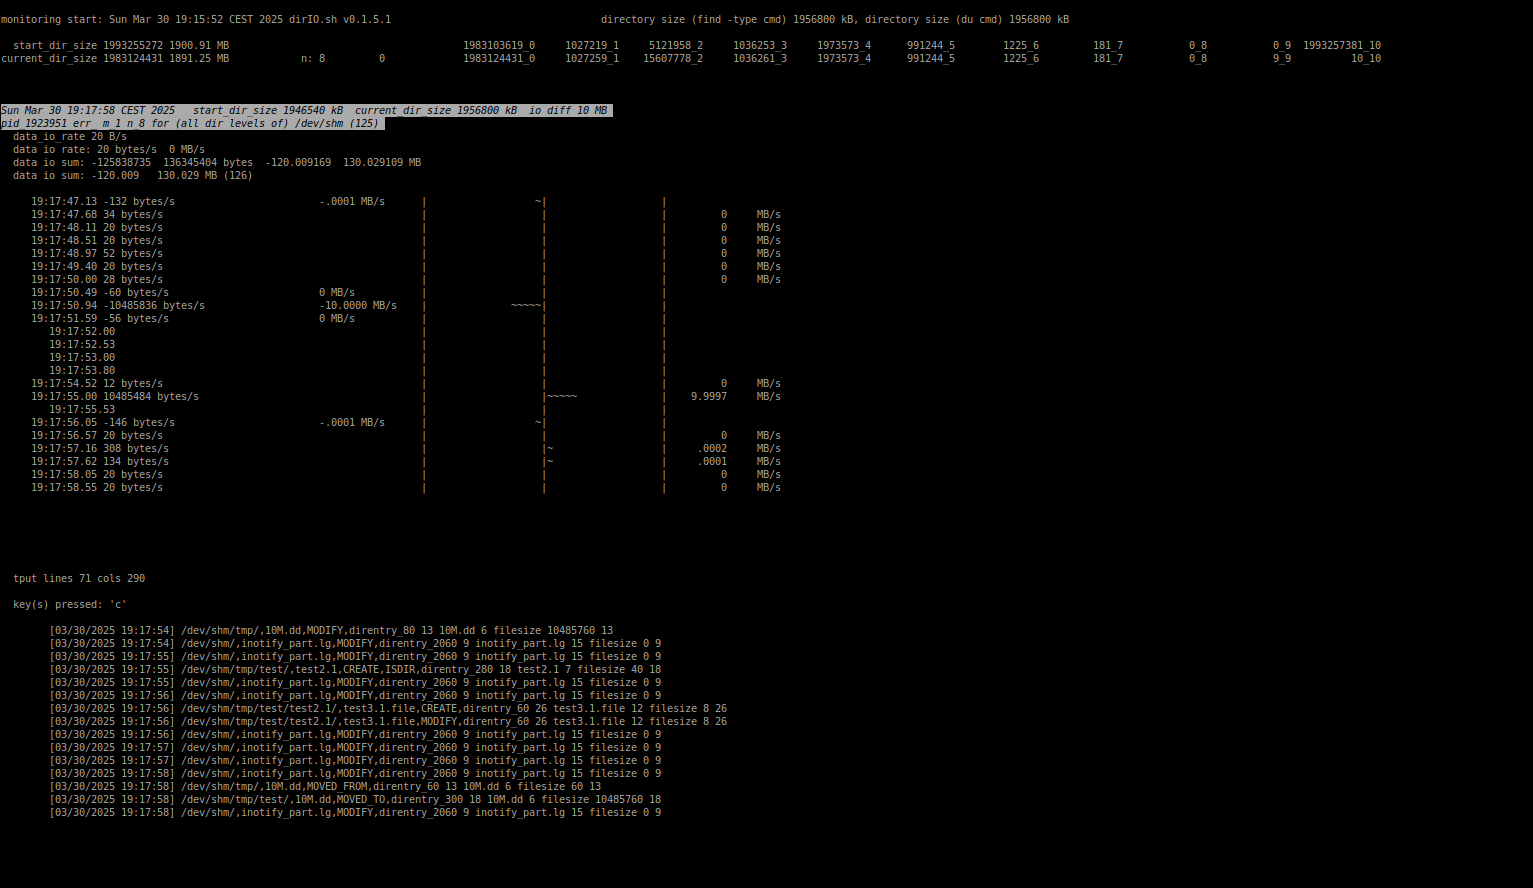 monitoring start: Sun Mar 30 19:15:52 CEST 2025 dirIO.sh v0.1.5.1 directory size (find -type cmd) 1956800 kB, directory size (du cmd) 1956800 kB
start_dir_size 1993255272 1900.91 MB 1983103619_0 1027219_1 5121958_2 1036253_3 1973573_4 991244_5 1225_6 181_7 0_8 0_9 1993257381_10
current_dir_size 1983124431 1891.25 MB n: 8 0 1983124431_0 1027259_1 15607778_2 1036261_3 1973573_4 991244_5 1225_6 181_7 0_8 9_9 10_10
Sun Mar 30 19:17:58 CEST 2025 start_dir_size 1946540 kB current_dir_size 1956800 kB io diff 10 MB
pid 1923951 err_ m_1 n_8 for (all dir levels of) /dev/shm (125)
data_io_rate 20 B/s
data io rate: 20 bytes/s 0 MB/s
data io sum: -125838735 136345404 bytes -120.009169 130.029109 MB
data io sum: -120.009 130.029 MB (126)
19:17:47.13 -132 bytes/s -.0001 MB/s | ~| |
19:17:47.68 34 bytes/s | | | 0 MB/s
19:17:48.11 20 bytes/s | | | 0 MB/s
19:17:48.51 20 bytes/s | | | 0 MB/s
19:17:48.97 52 bytes/s | | | 0 MB/s
19:17:49.40 20 bytes/s | | | 0 MB/s
19:17:50.00 28 bytes/s | | | 0 MB/s
19:17:50.49 -60 bytes/s 0 MB/s | | |
19:17:50.94 -10485836 bytes/s -10.0000 MB/s | ~~~~~| |
19:17:51.59 -56 bytes/s 0 MB/s | | |
19:17:52.00 | | |
19:17:52.53 | | |
19:17:53.00 | | |
19:17:53.80 | | |
19:17:54.52 12 bytes/s | | | 0 MB/s
19:17:55.00 10485484 bytes/s | |~~~~~ | 9.9997 MB/s
19:17:55.53 | | |
19:17:56.05 -146 bytes/s -.0001 MB/s | ~| |
19:17:56.57 20 bytes/s | | | 0 MB/s
19:17:57.16 308 bytes/s | |~ | .0002 MB/s
19:17:57.62 134 bytes/s | |~ | .0001 MB/s
19:17:58.05 20 bytes/s | | | 0 MB/s
19:17:58.55 20 bytes/s | | | 0 MB/s
tput lines 71 cols 290
key(s) pressed: 'c'
[03/30/2025 19:17:54] /dev/shm/tmp/,10M.dd,MODIFY,direntry_80 13 10M.dd 6 filesize 10485760 13
[03/30/2025 19:17:54] /dev/shm/,inotify_part.lg,MODIFY,direntry_2060 9 inotify_part.lg 15 filesize 0 9
[03/30/2025 19:17:55] /dev/shm/,inotify_part.lg,MODIFY,direntry_2060 9 inotify_part.lg 15 filesize 0 9
[03/30/2025 19:17:55] /dev/shm/tmp/test/,test2.1,CREATE,ISDIR,direntry_280 18 test2.1 7 filesize 40 18
[03/30/2025 19:17:55] /dev/shm/,inotify_part.lg,MODIFY,direntry_2060 9 inotify_part.lg 15 filesize 0 9
[03/30/2025 19:17:56] /dev/shm/,inotify_part.lg,MODIFY,direntry_2060 9 inotify_part.lg 15 filesize 0 9
[03/30/2025 19:17:56] /dev/shm/tmp/test/test2.1/,test3.1.file,CREATE,direntry_60 26 test3.1.file 12 filesize 8 26
[03/30/2025 19:17:56] /dev/shm/tmp/test/test2.1/,test3.1.file,MODIFY,direntry_60 26 test3.1.file 12 filesize 8 26
[03/30/2025 19:17:56] /dev/shm/,inotify_part.lg,MODIFY,direntry_2060 9 inotify_part.lg 15 filesize 0 9
[03/30/2025 19:17:57] /dev/shm/,inotify_part.lg,MODIFY,direntry_2060 9 inotify_part.lg 15 filesize 0 9
[03/30/2025 19:17:57] /dev/shm/,inotify_part.lg,MODIFY,direntry_2060 9 inotify_part.lg 15 filesize 0 9
[03/30/2025 19:17:58] /dev/shm/,inotify_part.lg,MODIFY,direntry_2060 9 inotify_part.lg 15 filesize 0 9
[03/30/2025 19:17:58] /dev/shm/tmp/,10M.dd,MOVED_FROM,direntry_60 13 10M.dd 6 filesize 60 13
[03/30/2025 19:17:58] /dev/shm/tmp/test/,10M.dd,MOVED_TO,direntry_300 18 10M.dd 6 filesize 10485760 18
[03/30/2025 19:17:58] /dev/shm/,inotify_part.lg,MODIFY,direntry_2060 9 inotify_part.lg 15 filesize 0 9